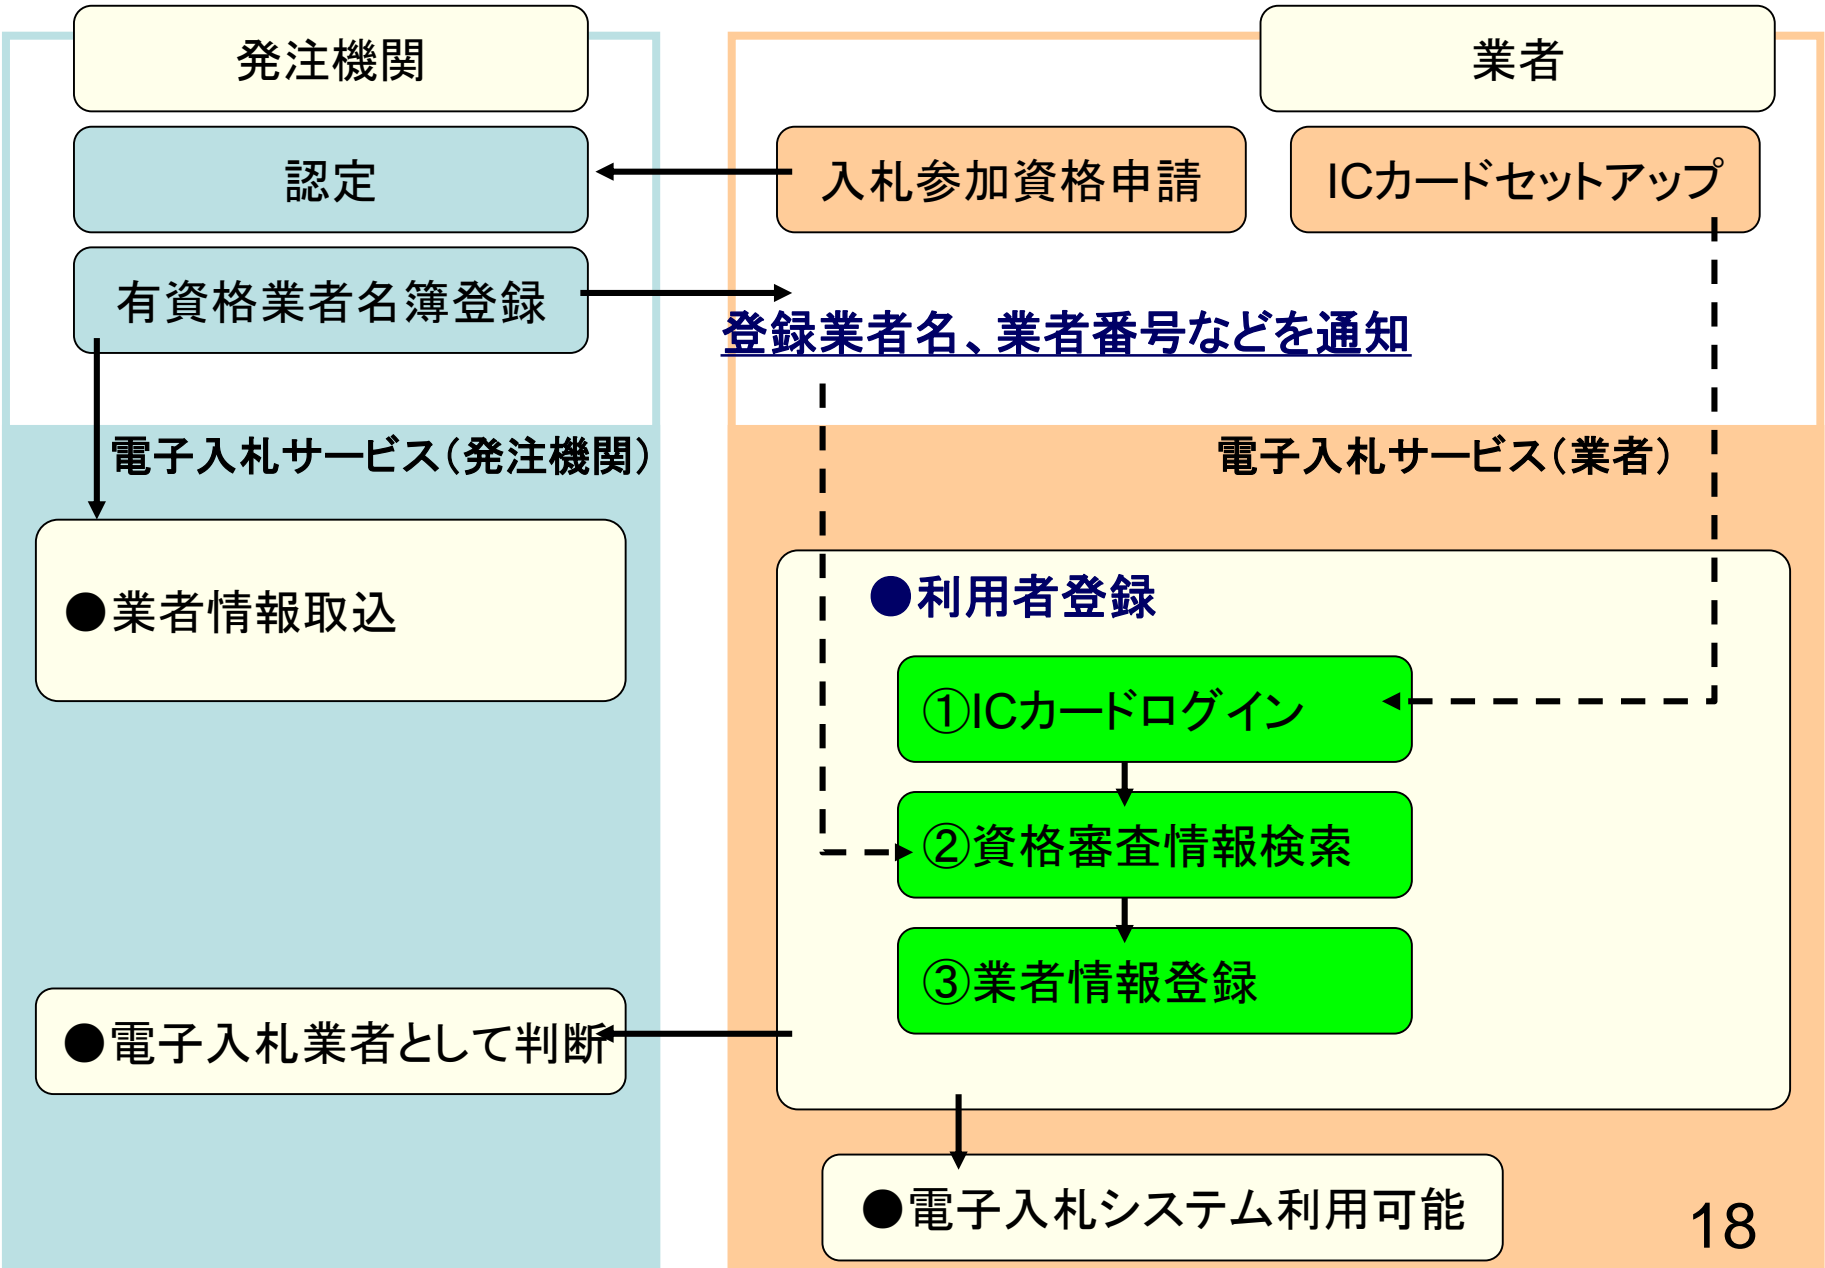 発注機関
業者
認定
入札参加資格申請
ICカードセットアップ
有資格業者名簿登録
登録業者名、業者番号などを通知
電子入札サービス（発注機関）
電子入札サービス（業者）
●業者情報取込
●利用者登録
①ICカードログイン
②資格審査情報検索
③業者情報登録
●電子入札業者として判断
●電子入札システム利用可能
18